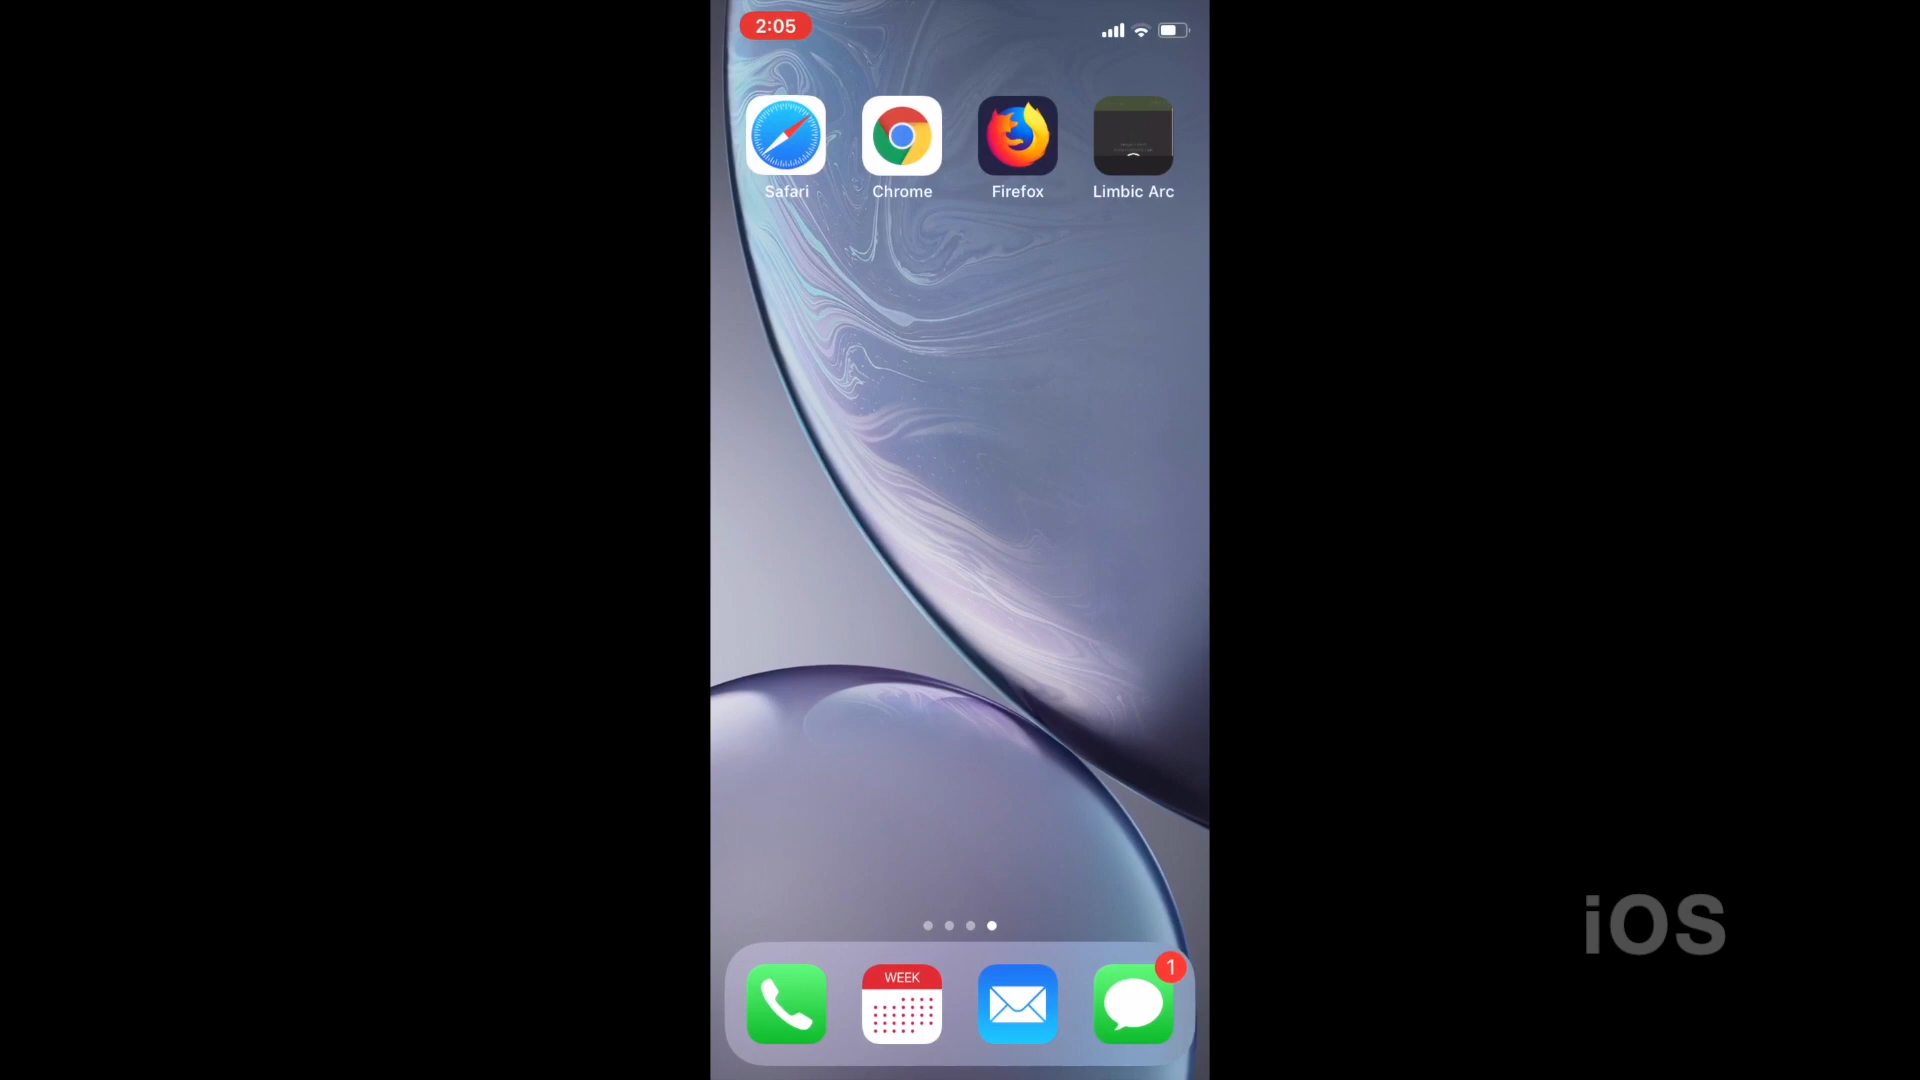 2:05
Safari
Chrome
Firefox
Limbic Arc
iOS
WEEK
1